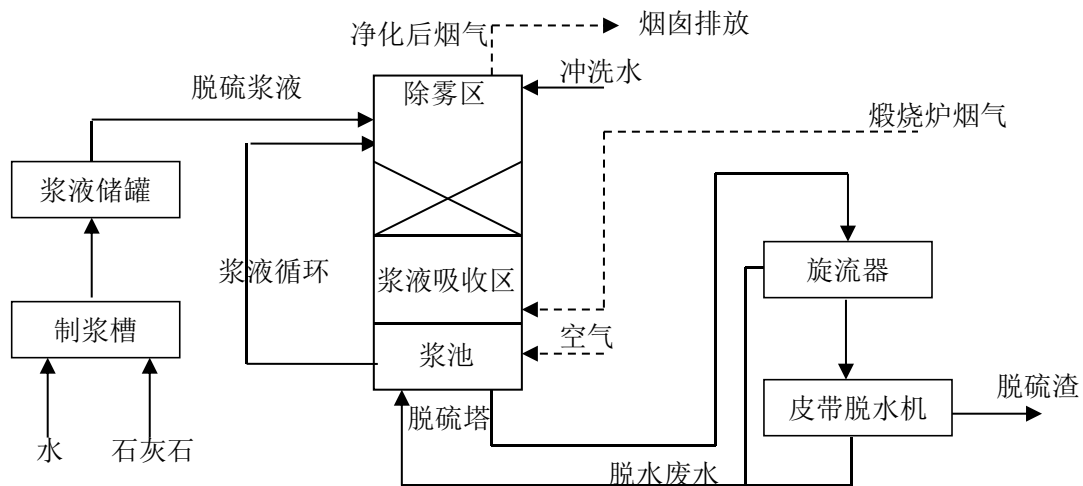 净化后烟气
烟囱排放
脱硫浆液
除雾区
冲洗水
煅烧炉烟气
浆液储罐
浆液循环
浆液吸收区
旋流器
制浆槽
空气
浆池
脱硫渣
皮带脱水机
脱硫塔
水
石灰石
脱水废水